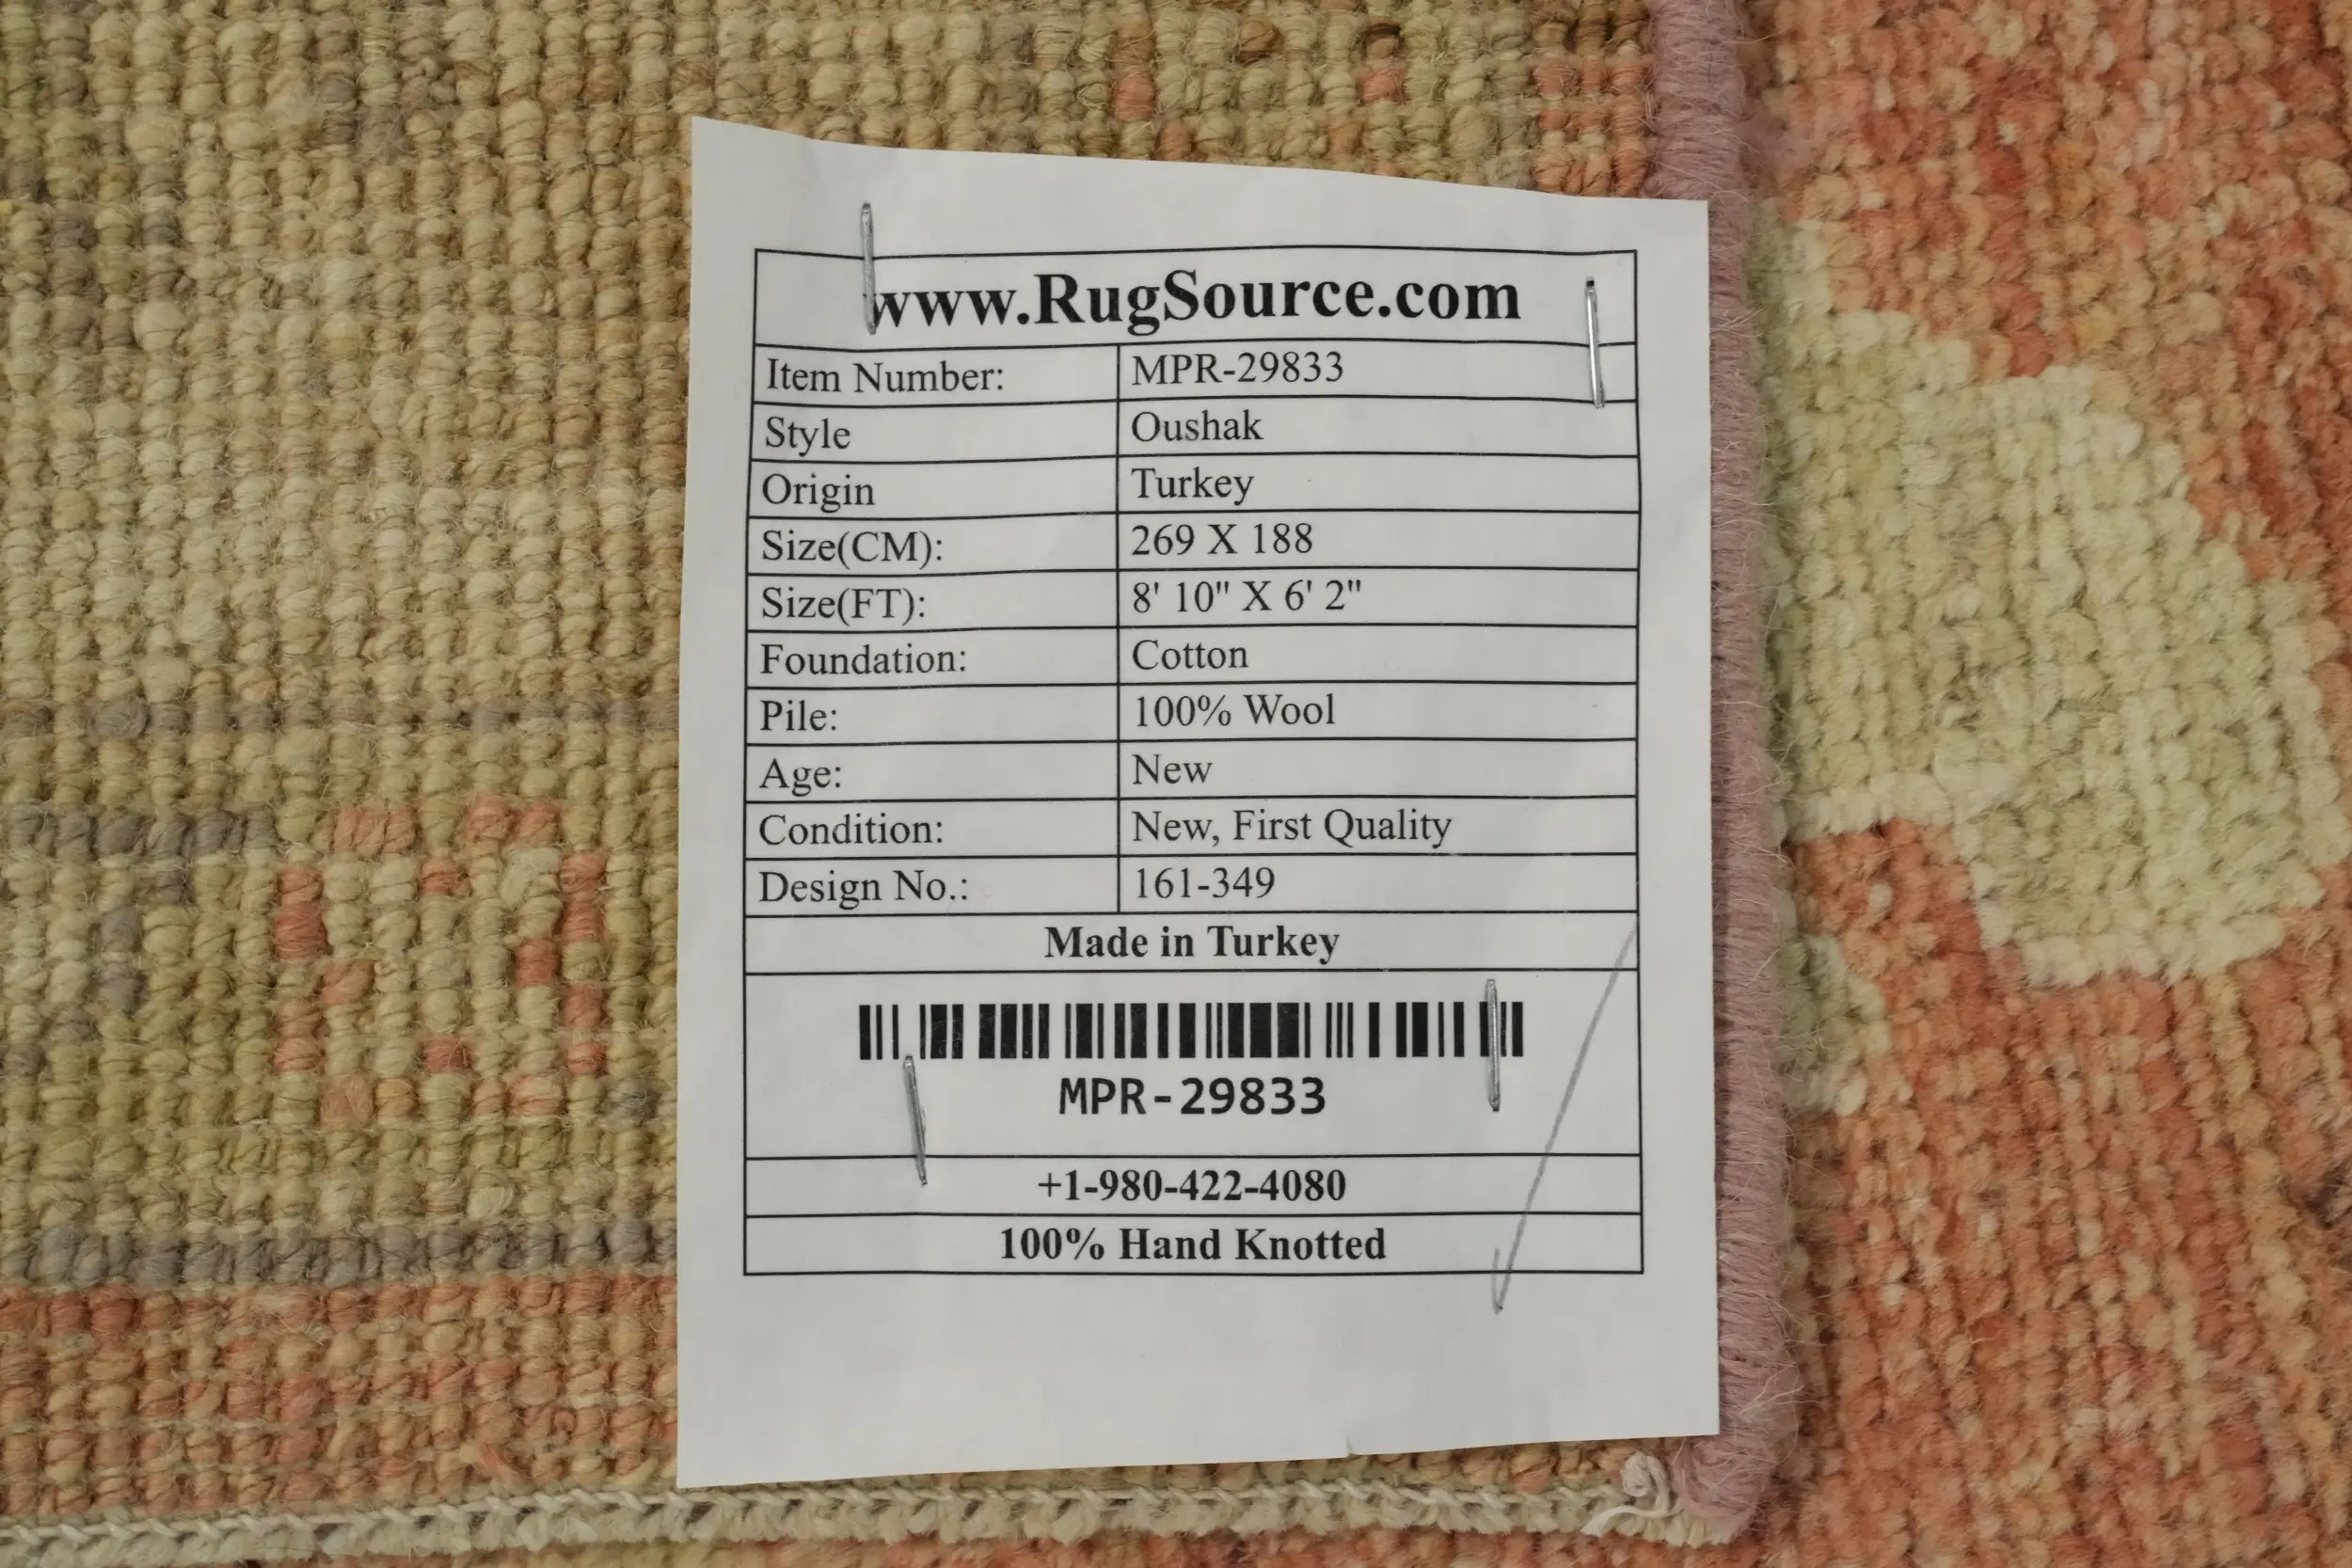 www.RugSource.com
Item Number: MPR-29833
Style Oushak
Origin Turkey
Size(CM): 269 X 188
Size(FT): 8' 10" X 6' 2"
Foundation: Cotton
Pile: 100% Wool
Age: New
Condition: New, First Quality
Design No.: 161-349
Made in Turkey
MPR-29833
+1-980-422-4080
100% Hand Knotted